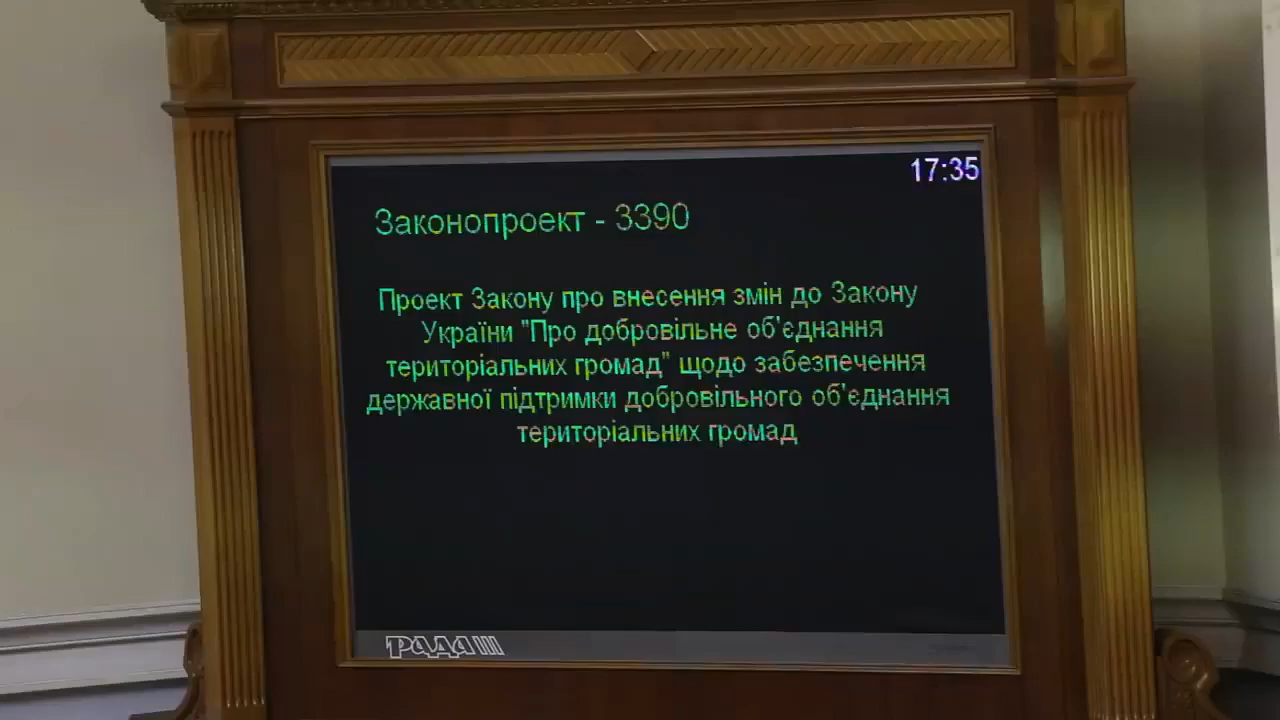 17:35
Законопроект - 3390
Проект Закону про внесення змін до Закону
України "Про добровільне об'єднання
територіальних громад" щодо забезпечення
державної підтримки добровільного об'єднання
територіальних громад
РАДА III